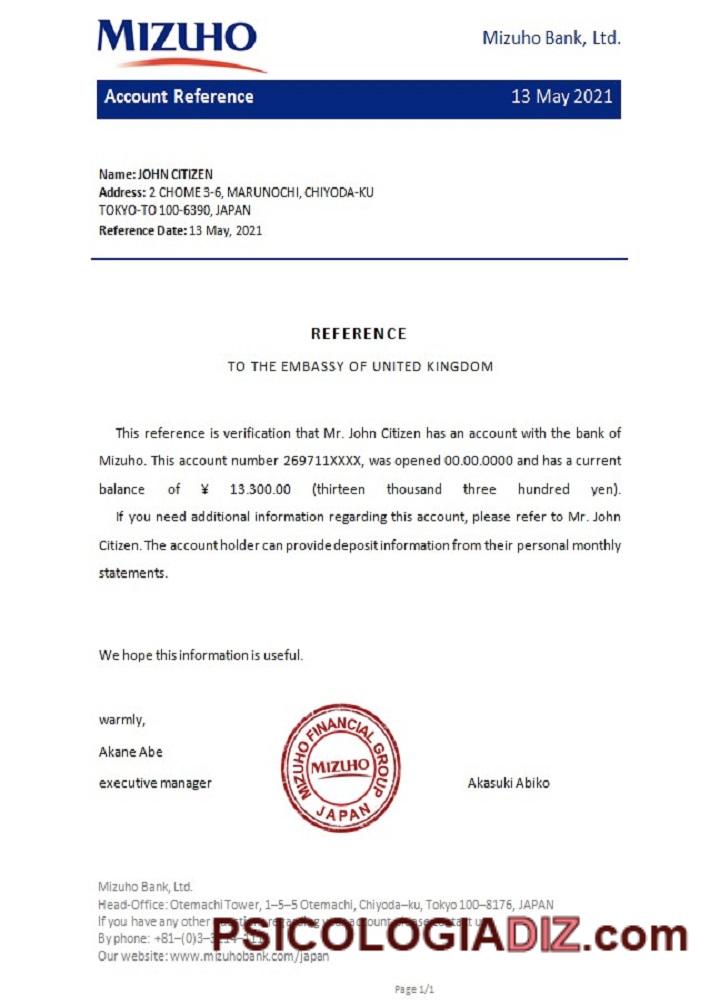 MIZUHO
Mizuho Bank, Ltd.
Account Reference 13 May 2021
Name: JOHN CITIZEN
Address: 2 CHOME 3-6, MARUNOCHI, CHIYODA-KU
TOKYO-TO 100-6390, JAPAN
Reference Date: 13 May, 2021
REFERENCE
TO THE EMBASSY OF UNITED KINGDOM
This reference is verification that Mr. John Citizen has an account with the bank of
Mizuho. This account number 269711XXXX, was opened 00.00.0000 and has a current
balance of ¥ 13.300.00 (thirteen thousand three hundred yen).
If you need additional information regarding this account, please refer to Mr. John
Citizen. The account holder can provide deposit information from their personal monthly
statements.
We hope this information is useful.
warmly,
Akane Abe
executive manager
MIZUHO FINANCIAL GROUP
MIZUHO
JAPAN
Akasuki Abiko
Mizuho Bank, Ltd.
Head-Office: Otemachi Tower, 1–5–5 Otemachi, Chiyoda–ku, Tokyo 100–8176, JAPAN
If you have any other
By phone: +81–(0)3–
Our website: www.mizuhobank.com/japan
PSICOLOGIADIZ.com
Page 1/1